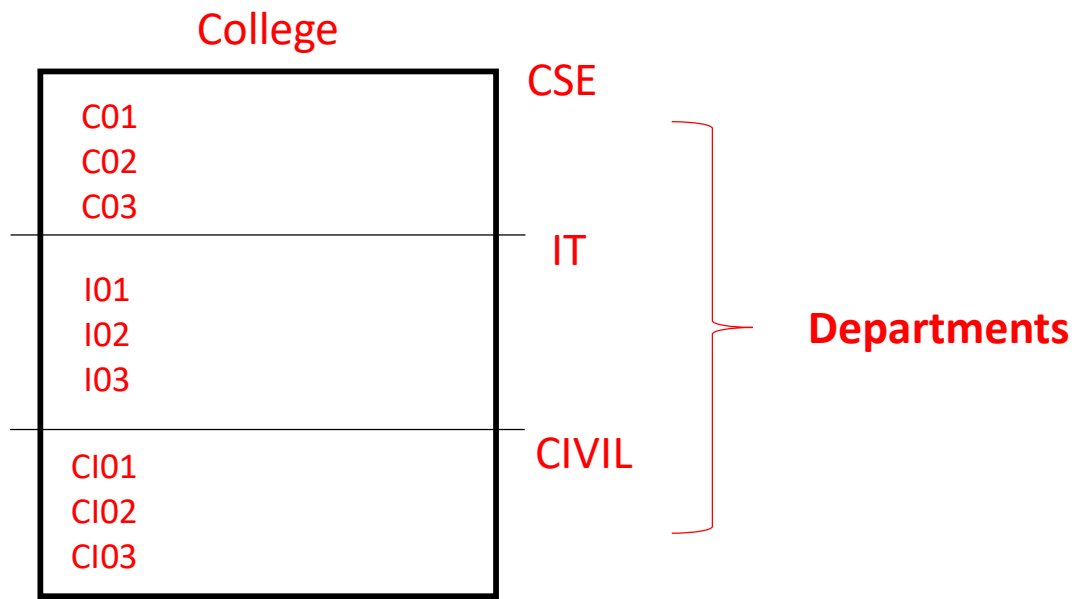 College
CSE
C01
C02
C03
IT
I01
I02
I03
Departments
CIVIL
CI01
CI02
CI03